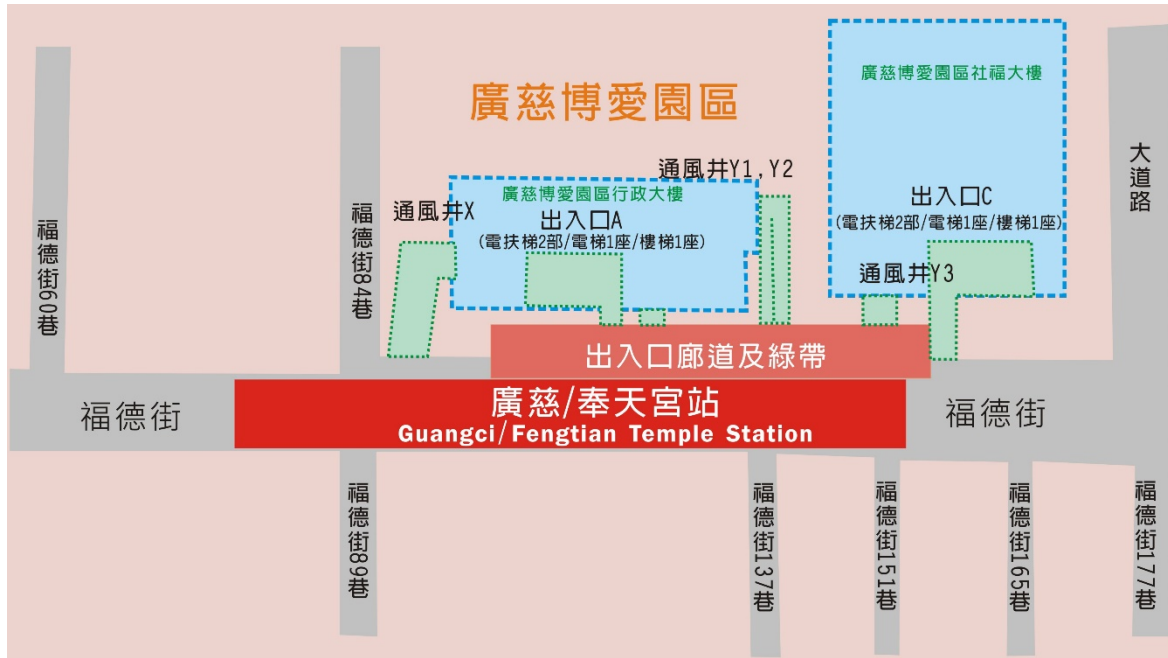 廣慈博愛園區社福大樓
廣慈博愛園區
大道路
通風井Y1,Y2
廣慈博愛園區行政大樓
出入口C
(電扶梯2部/電梯1座/樓梯1座)
通風井X
出入口A
(電扶梯2部/電梯1座/樓梯1座)
福德街60巷
福德街84巷
通風井Y3
出入口廊道及綠帶
福德街
廣慈/奉天宮站
Guangci/Fengtian Temple Station
福德街
福德街89巷
福德街137巷
福德街151巷
福德街165巷
福德街177巷